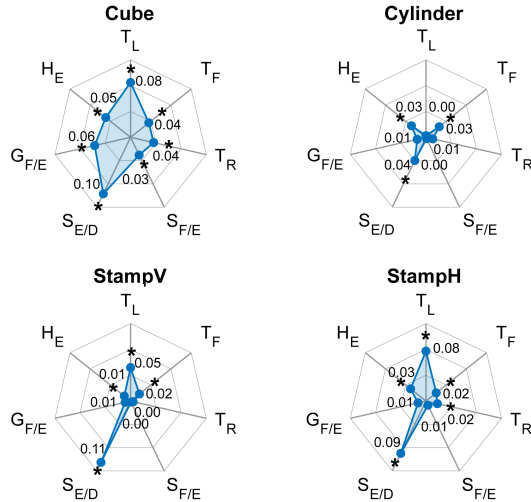 Cube
T_L
*
H_E
T_F
0.05
0.08
*
*
0.04
G_F/E
0.06
*
*
T_R
0.04
0.10
0.03
*
*
S_E/D
S_F/E
Cylinder
T_L
H_E
T_F
0.03
0.00
*
*
0.03
G_F/E
0.01
T_R
0.01
0.04
0.00
*
S_E/D
S_F/E
StampV
T_L
*
H_E
T_F
0.01
0.05
*
*
0.02
G_F/E
0.01
T_R
0.00
0.00
0.11
*
S_E/D
S_F/E
StampH
T_L
*
H_E
T_F
0.03
0.08
*
*
0.02
G_F/E
0.01
*
T_R
0.02
0.09
0.01
*
S_E/D
S_F/E